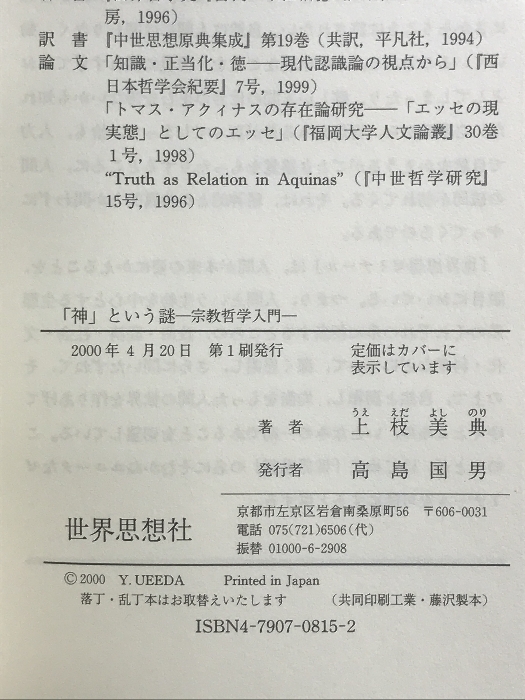 房, 1996)
訳 書 『中世思想原典集成』第19巻 (共訳, 平凡社, 1994)
論 文 「知識・正当化・徳——現代認識論の視点から」(『西
日本哲学会紀要』7号, 1999)
「トマス・アクィナスの存在論研究——「エッセの現
実態」としてのエッセ」(『福岡大学人文論叢』30巻
1号, 1998)
“Truth as Relation in Aquinas” (『中世哲学研究』
15号, 1996)
「神」という謎—宗教哲学入門—
2000年 4月20日 第1刷発行
定価はカバーに
表示しています
うえ えだ よし のり
著 者 上 枝 美 典
発行者 高 島 国 男
世界思想社
京都市左京区岩倉南桑原町56 〒606-0031
電話 075(721)6506(代)
振替 01000-6-2908
© 2000 Y. UEEDA Printed in Japan
落丁・乱丁本はお取替えいたします (共同印刷工業・藤沢製本)
ISBN4-7907-0815-2